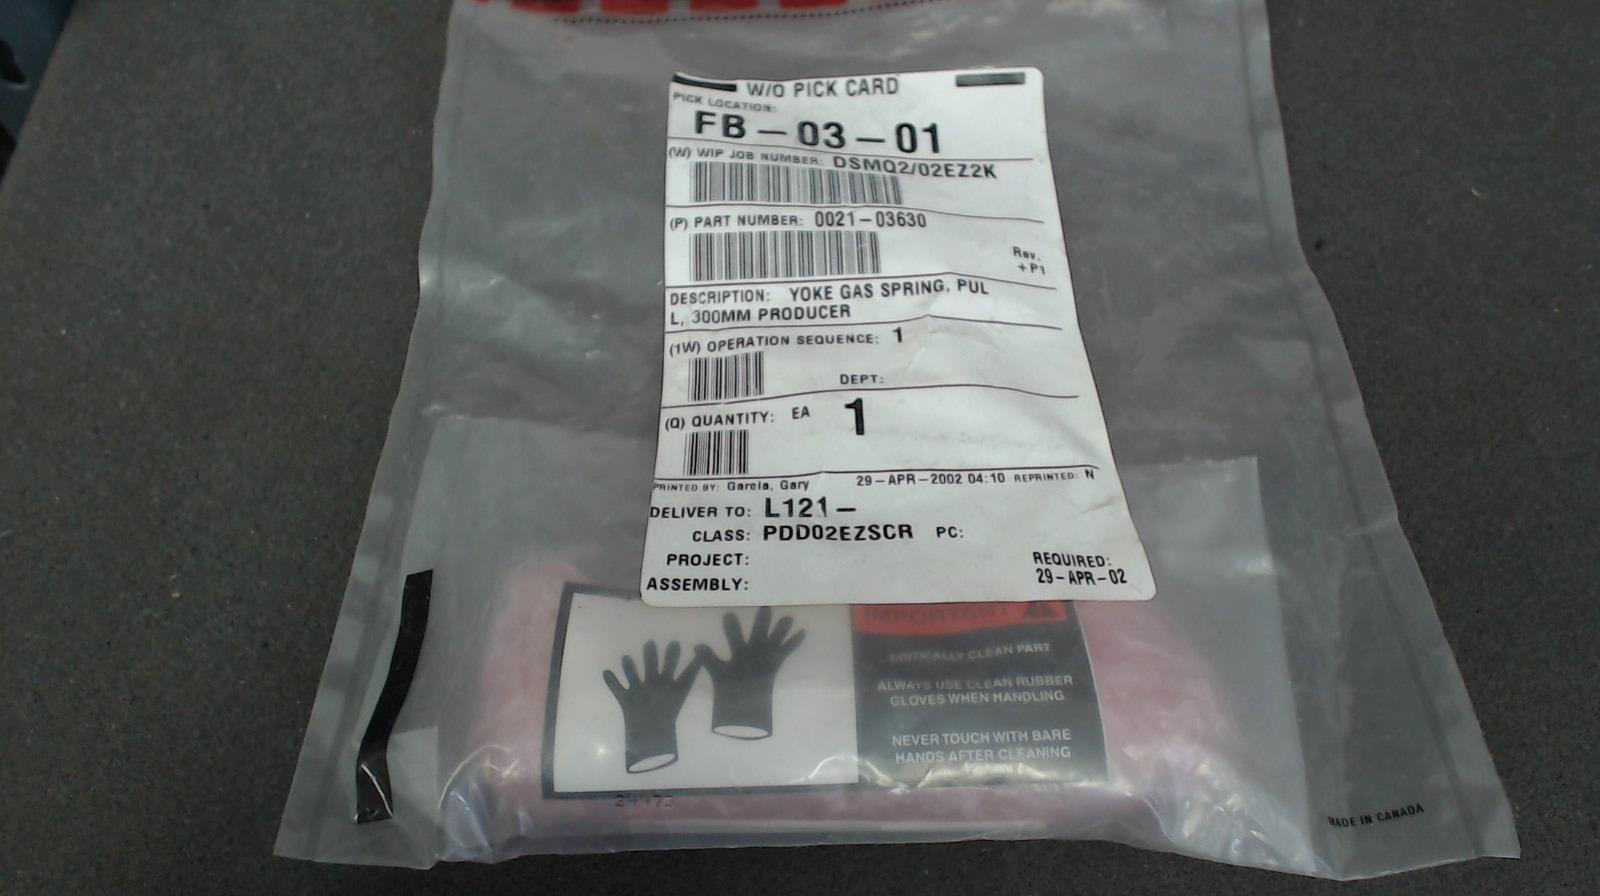 W/O PICK CARD
PICK LOCATION:
FB-03-01
(W) WIP JOB NUMBER: DSMQ2/02EZ2K
(P) PART NUMBER: 0021-03630
Rev.
+P1
DESCRIPTION: YOKE GAS SPRING, PUL
L, 300MM PRODUCER
(1W) OPERATION SEQUENCE: 1
DEPT:
(Q) QUANTITY: EA 1
PRINTED BY: Garcia, Gary 29-APR-2002 04:10 REPRINTED: N
DELIVER TO: L121-
CLASS: PDD02EZSCR PC:
PROJECT:
ASSEMBLY:
REQUIRED:
29-APR-02
IMPORTANT
CRITICALLY CLEAN PART
ALWAYS USE CLEAN RUBBER
GLOVES WHEN HANDLING
NEVER TOUCH WITH BARE
HANDS AFTER CLEANING
MADE IN CANADA